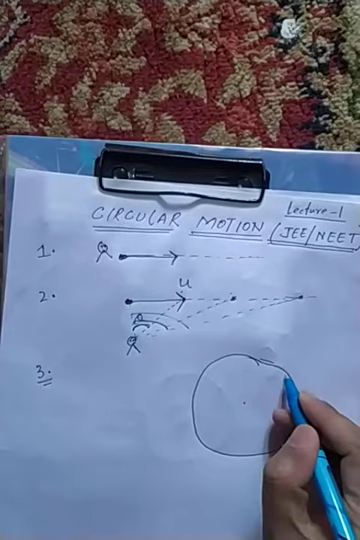 Lecture-1
CIRCULAR MOTION (JEE/NEET
1.
2.
u
3.